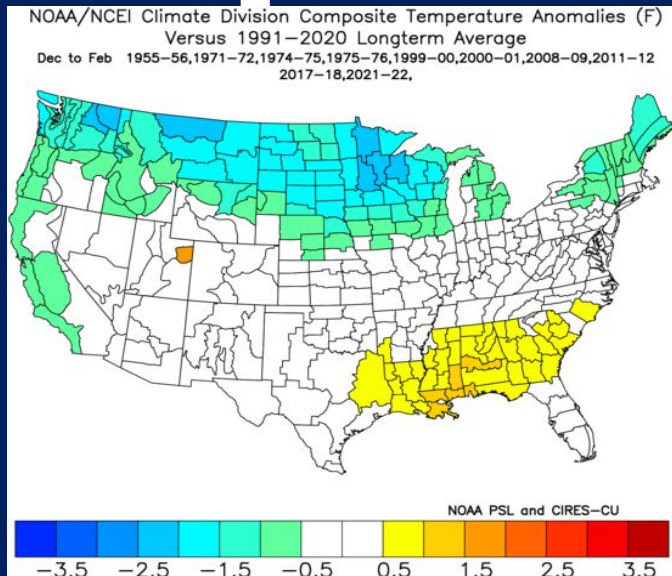 NOAA/NCEI Climate Division Composite Temperature Anomalies (F)
Versus 1991−2020 Longterm Average
Dec to Feb 1955−56,1971−72,1974−75,1975−76,1999−00,2000−01,2008−09,2011−12
2017−18,2021−22,
NOAA PSL and CIRES−CU
−3.5 −2.5 −1.5 −0.5 0.5 1.5 2.5 3.5